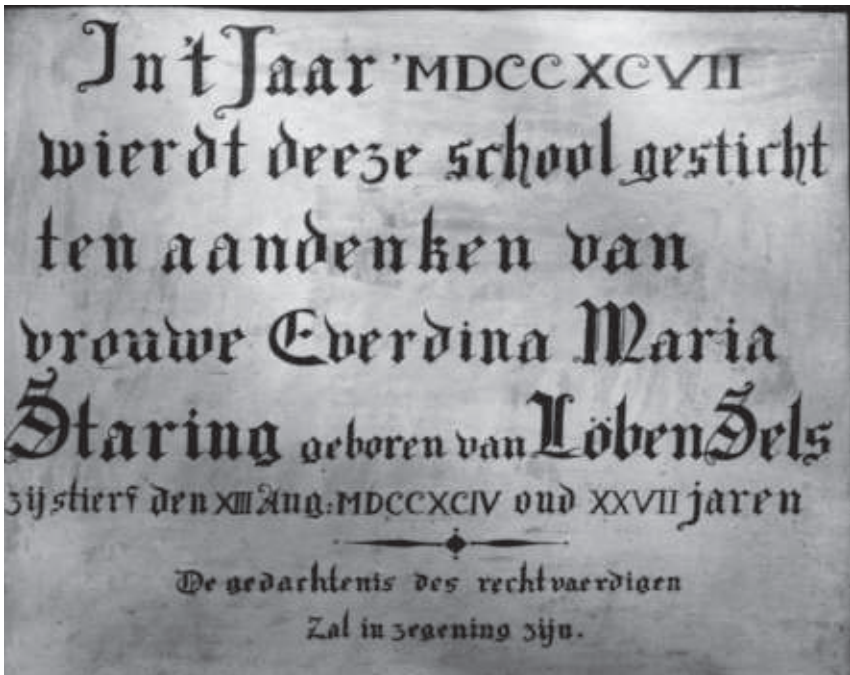 In't Jaar 'MDCCXCVII
wierdt deeze school gesticht
ten aandenken van
vrouwe Everdina Maria
Staring geboren van Löben Sels
zij stierf den XIII Aug: MDCCXCIV oud XXVII jaren
De gedachtenis des rechtvaerdigen
Zal in zegening zijn.